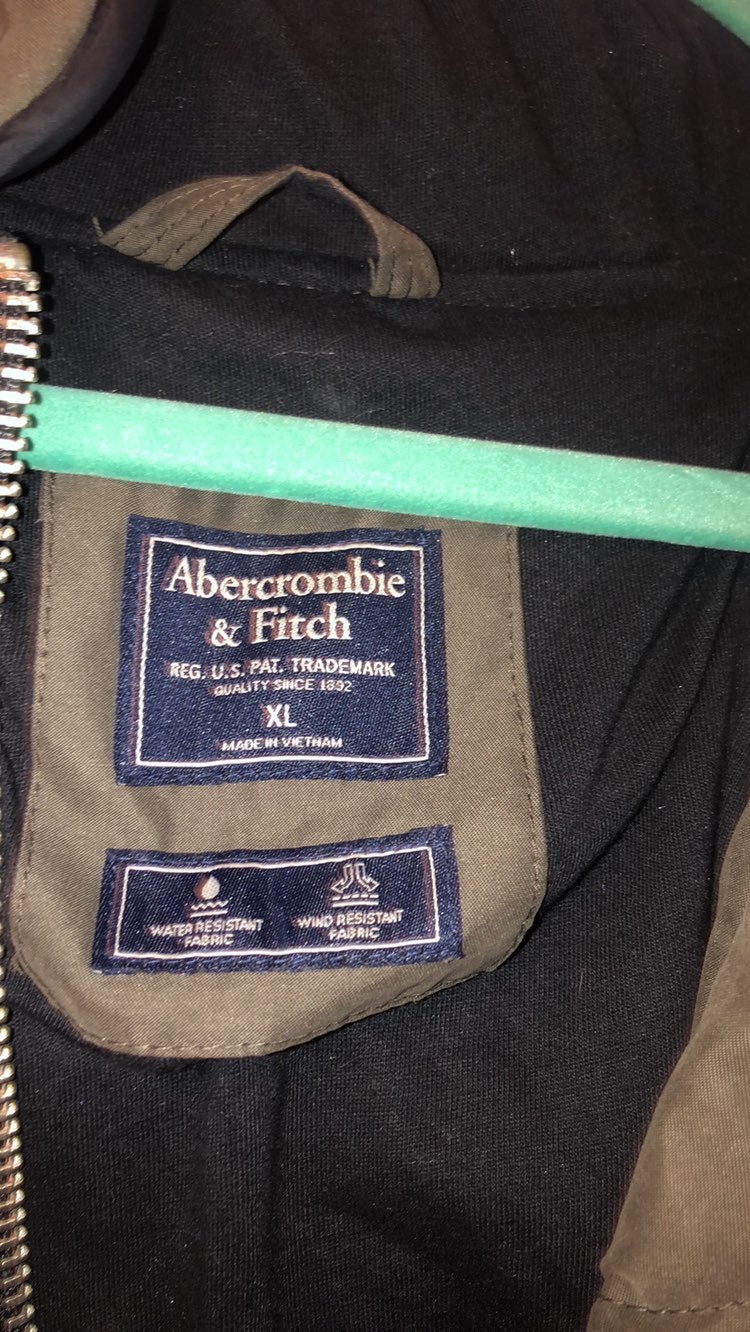 Abercrombie
& Fitch
REG. U.S. PAT. TRADEMARK
QUALITY SINCE 1892
XL
MADE IN VIETNAM
WATER RESISTANT
FABRIC
WIND RESISTANT
FABRIC